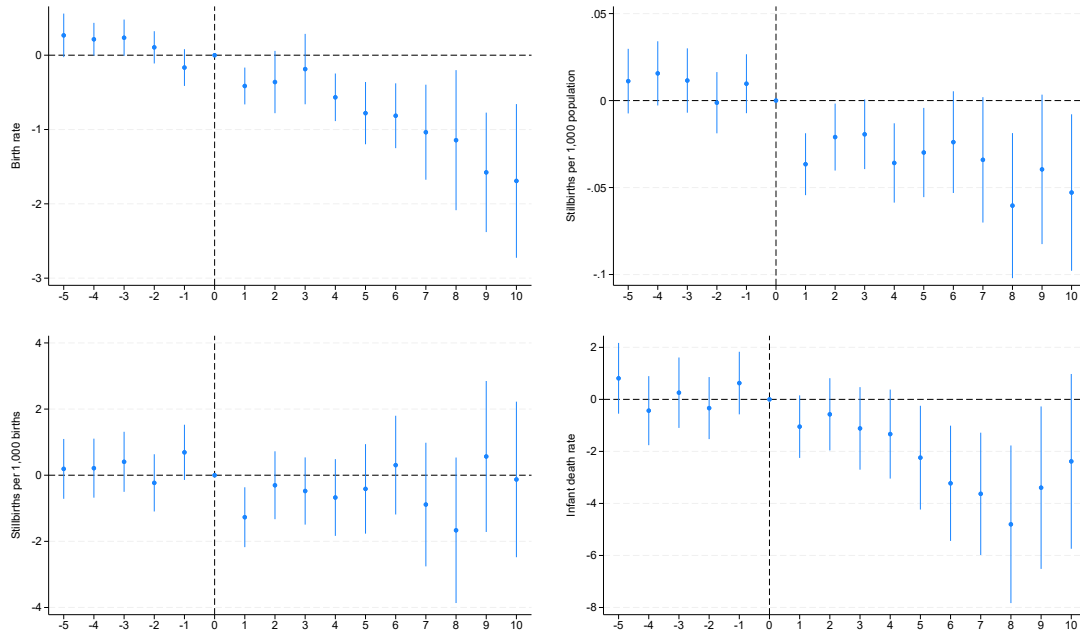 Birth rate
0
-1
-2
-3
-5 -4 -3 -2 -1 0 1 2 3 4 5 6 7 8 9 10
Stillbirths per 1,000 population
.05
0
-.05
-.1
-5 -4 -3 -2 -1 0 1 2 3 4 5 6 7 8 9 10
Stillbirths per 1,000 births
4
2
0
-2
-4
-5 -4 -3 -2 -1 0 1 2 3 4 5 6 7 8 9 10
Infant death rate
2
0
-2
-4
-6
-8
-5 -4 -3 -2 -1 0 1 2 3 4 5 6 7 8 9 10